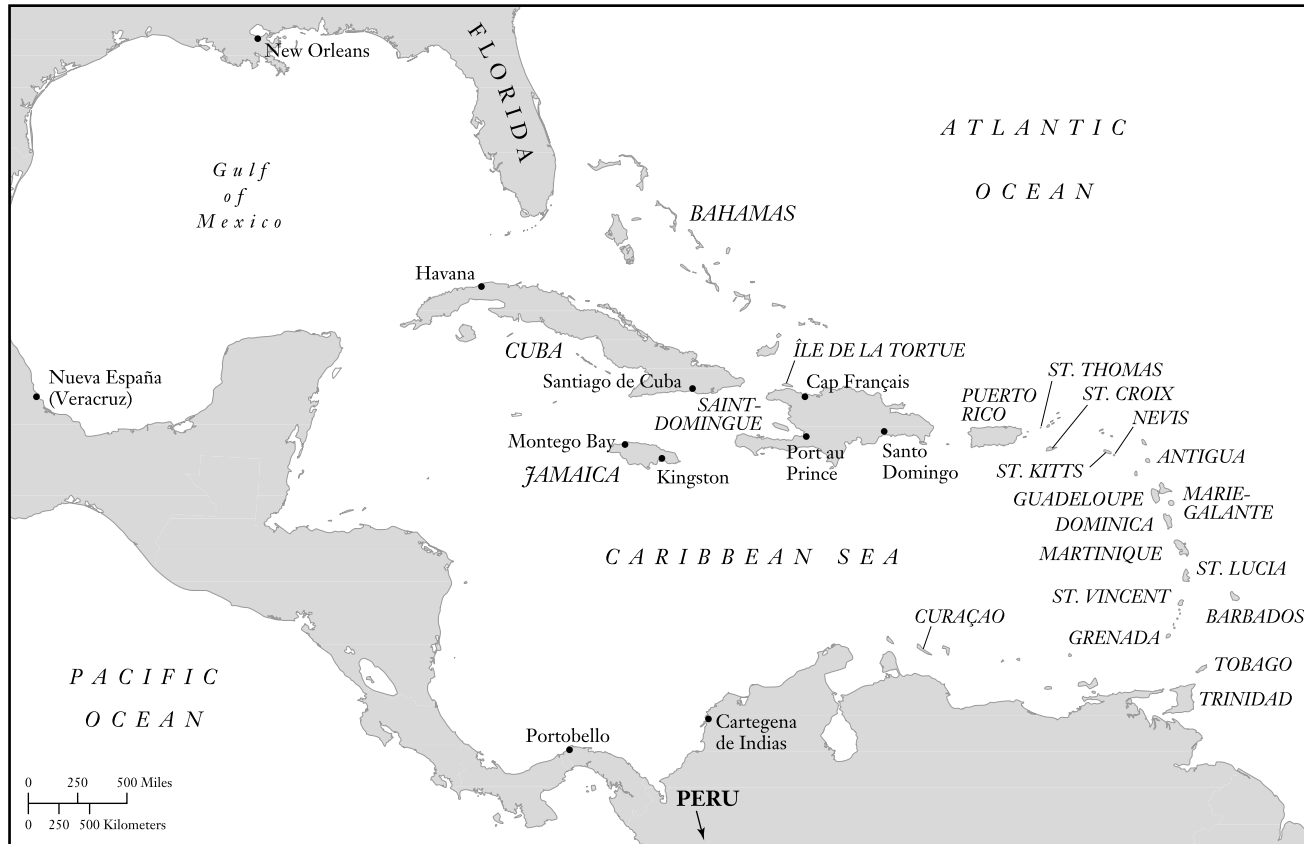 New Orleans
FLORIDA
ATLANTIC
OCEAN
Gulf
of
Mexico
BAHAMAS
Havana
CUBA
ÎLE DE LA TORTUE
Nueva España
(Veracruz)
Santiago de Cuba
Cap Français
ST. THOMAS
ST. CROIX
PUERTO
RICO
NEVIS
SAINT-
DOMINGUE
Montego Bay
JAMAICA
Kingston
Port au
Prince
Santo
Domingo
ST. KITTS
ANTIGUA
GUADELOUPE
MARIE-
GALANTE
DOMINICA
MARTINIQUE
CARIBBEAN SEA
ST. LUCIA
ST. VINCENT
BARBADOS
CURAÇAO
GRENADA
TOBAGO
TRINIDAD
PACIFIC
OCEAN
Cartegena
de Indias
Portobello
PERU
0 250 500 Miles
0 250 500 Kilometers